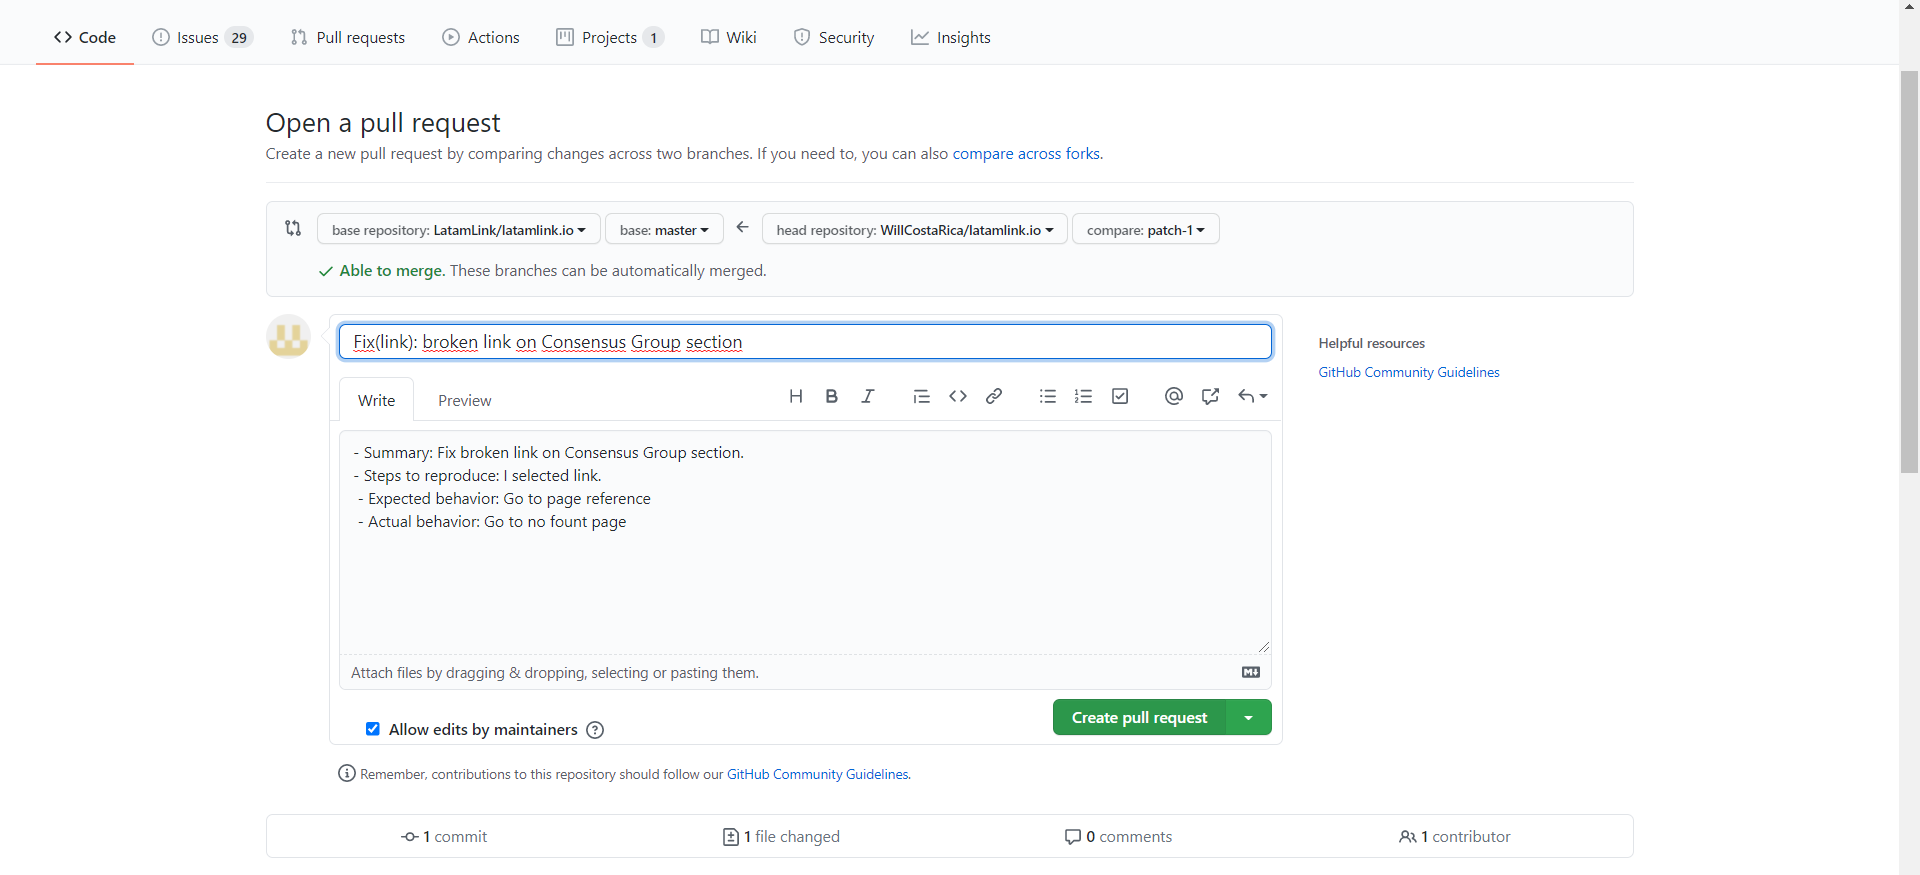 Code Issues 29 Pull requests Actions Projects 1 Wiki Security Insights
Open a pull request
Create a new pull request by comparing changes across two branches. If you need to, you can also compare across forks.
base repository: LatamLink/latamlink.io base: master head repository: WillCostaRica/latamlink.io compare: patch-1
Able to merge. These branches can be automatically merged.
Fix(link): broken link on Consensus Group section
Helpful resources
GitHub Community Guidelines
Write Preview
- Summary: Fix broken link on Consensus Group section.
- Steps to reproduce: I selected link.
- Expected behavior: Go to page reference
- Actual behavior: Go to no fount page
Attach files by dragging & dropping, selecting or pasting them.
Allow edits by maintainers
Create pull request
Remember, contributions to this repository should follow our GitHub Community Guidelines.
1 commit 1 file changed 0 comments 1 contributor